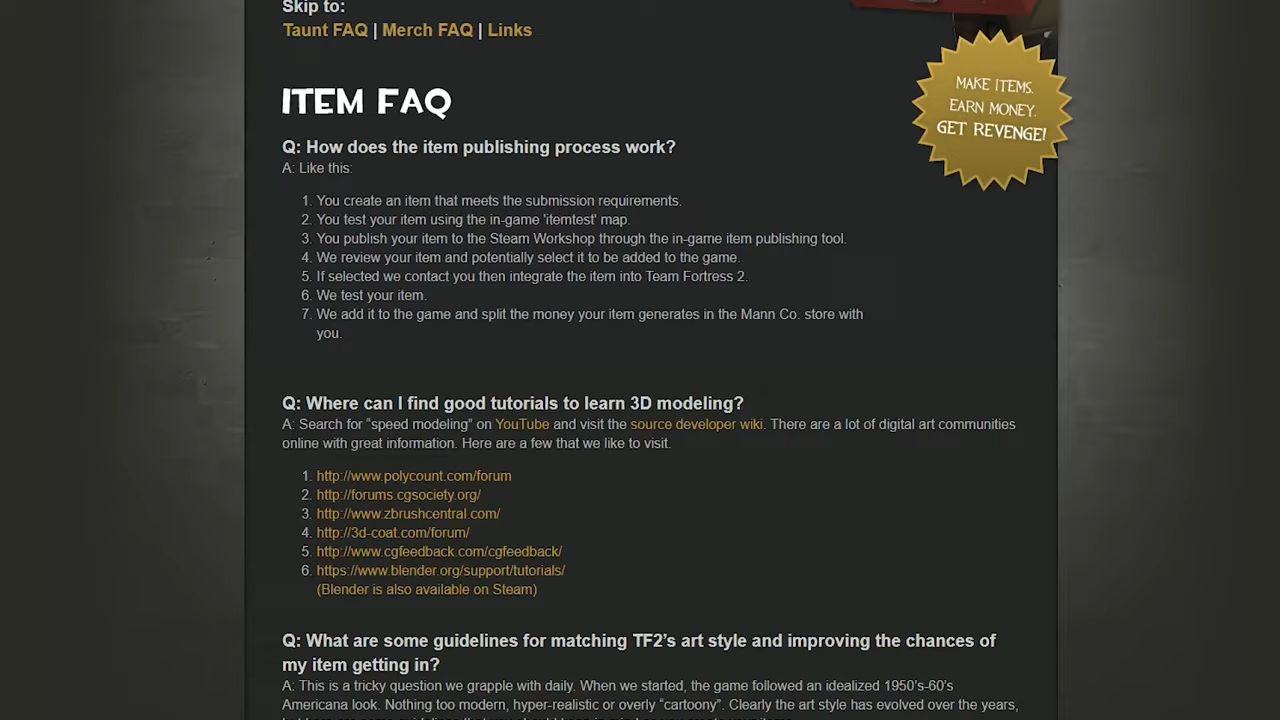 Skip to:
Taunt FAQ | Merch FAQ | Links
MAKE ITEMS.
EARN MONEY.
GET REVENGE!
ITEM FAQ
Q: How does the item publishing process work?
A: Like this:
1. You create an item that meets the submission requirements.
2. You test your item using the in-game 'itemtest' map.
3. You publish your item to the Steam Workshop through the in-game item publishing tool.
4. We review your item and potentially select it to be added to the game.
5. If selected we contact you then integrate the item into Team Fortress 2.
6. We test your item.
7. We add it to the game and split the money your item generates in the Mann Co. store with
you.
Q: Where can I find good tutorials to learn 3D modeling?
A: Search for “speed modeling” on YouTube and visit the source developer wiki. There are a lot of digital art communities
online with great information. Here are a few that we like to visit.
1. http://www.polycount.com/forum
2. http://forums.cgsociety.org/
3. http://www.zbrushcentral.com/
4. http://3d-coat.com/forum/
5. http://www.cgfeedback.com/cgfeedback/
6. https://www.blender.org/support/tutorials/
(Blender is also available on Steam)
Q: What are some guidelines for matching TF2’s art style and improving the chances of
my item getting in?
A: This is a tricky question we grapple with daily. When we started, the game followed an idealized 1950’s-60’s
Americana look. Nothing too modern, hyper-realistic or overly “cartoony”. Clearly the art style has evolved over the years,